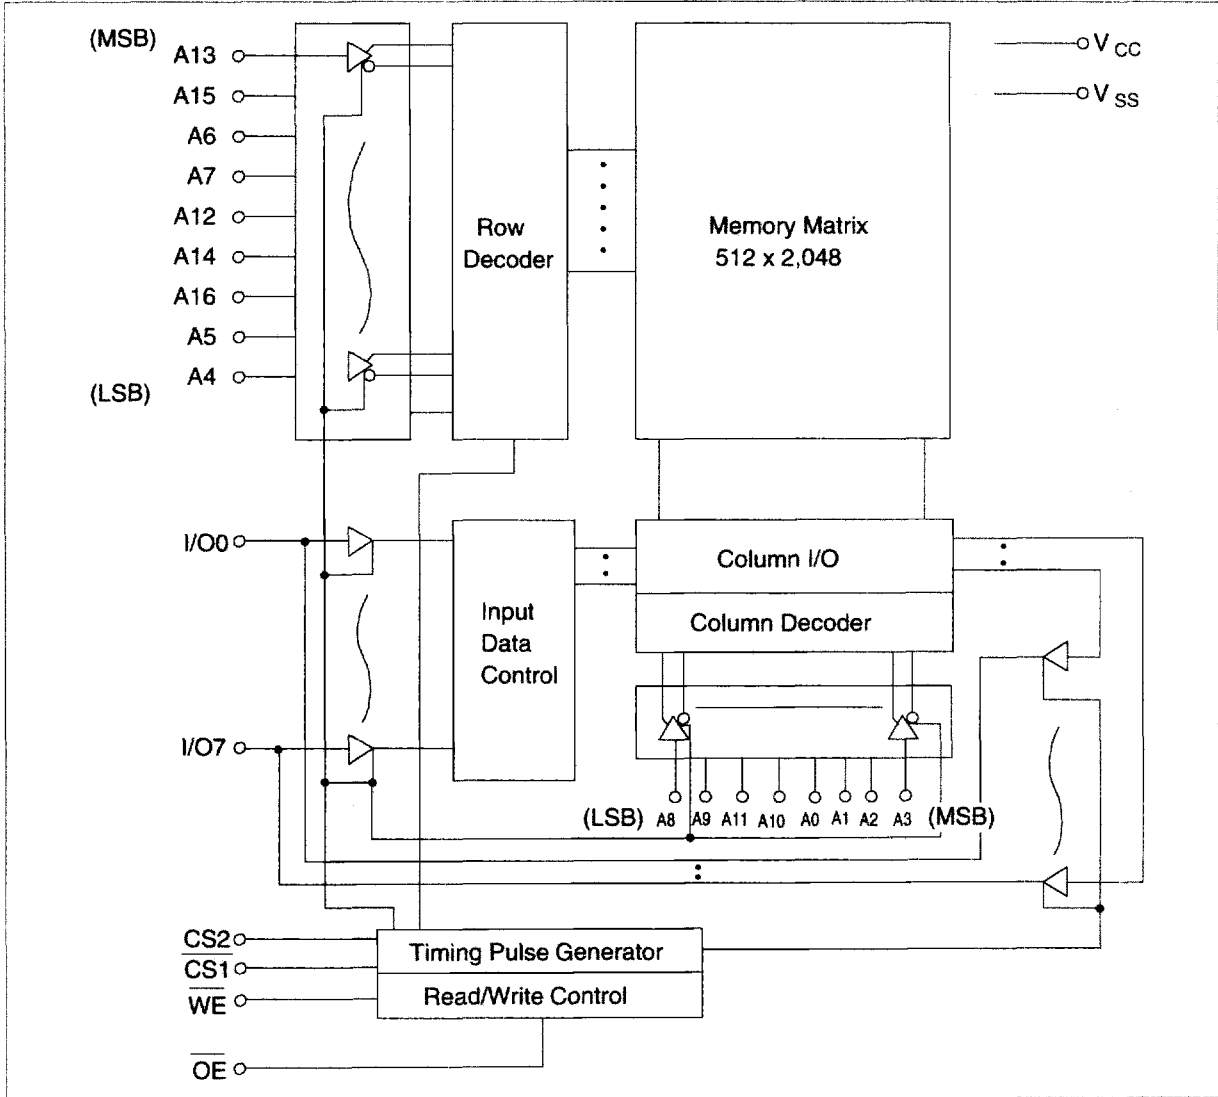 (MSB)
A13
A15
A6
A7
A12
A14
A16
A5
A4
(LSB)
Row
Decoder
Memory Matrix
512 x 2,048
V CC
V SS
I/O0
I/O7
Input
Data
Control
Column I/O
Column Decoder
(LSB) A8 A9 A11 A10 A0 A1 A2 A3 (MSB)
CS2
CS1
WE
OE
Timing Pulse Generator
Read/Write Control